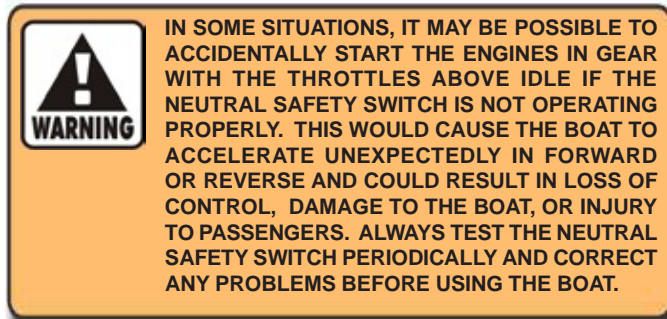 WARNING
IN SOME SITUATIONS, IT MAY BE POSSIBLE TO
ACCIDENTALLY START THE ENGINES IN GEAR
WITH THE THROTTLES ABOVE IDLE IF THE
NEUTRAL SAFETY SWITCH IS NOT OPERATING
PROPERLY. THIS WOULD CAUSE THE BOAT TO
ACCELERATE UNEXPECTEDLY IN FORWARD
OR REVERSE AND COULD RESULT IN LOSS OF
CONTROL, DAMAGE TO THE BOAT, OR INJURY
TO PASSENGERS. ALWAYS TEST THE NEUTRAL
SAFETY SWITCH PERIODICALLY AND CORRECT
ANY PROBLEMS BEFORE USING THE BOAT.